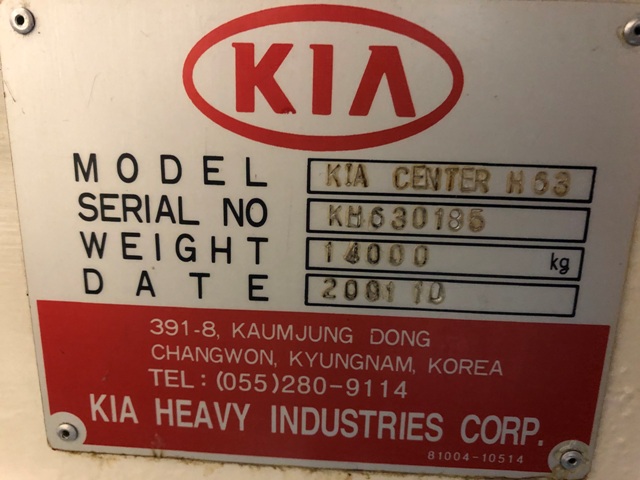 KIA
MODEL KIA CENTER H63
SERIAL NO KH630185
WEIGHT 14000 kg
DATE 2001 10
391-8, KAUMJUNG DONG
CHANGWON, KYUNGNAM, KOREA
TEL : (055)280-9114
KIA HEAVY INDUSTRIES CORP.
81004-10514